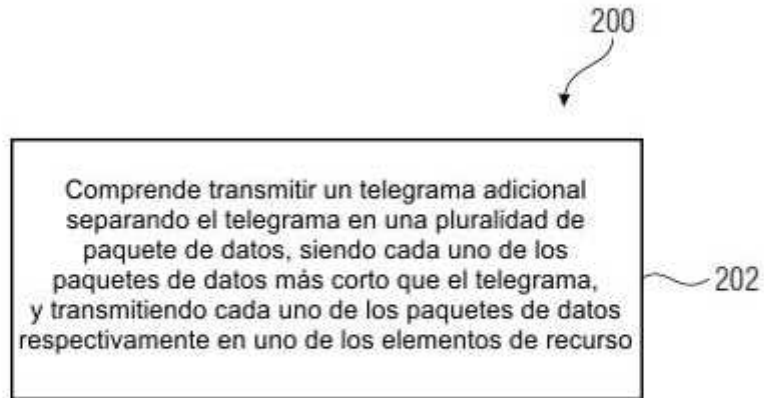 200
Comprende transmitir un telegrama adicional
separando el telegrama en una pluralidad de
paquete de datos, siendo cada uno de los
paquetes de datos más corto que el telegrama,
y transmitiendo cada uno de los paquetes de datos
respectivamente en uno de los elementos de recurso
202